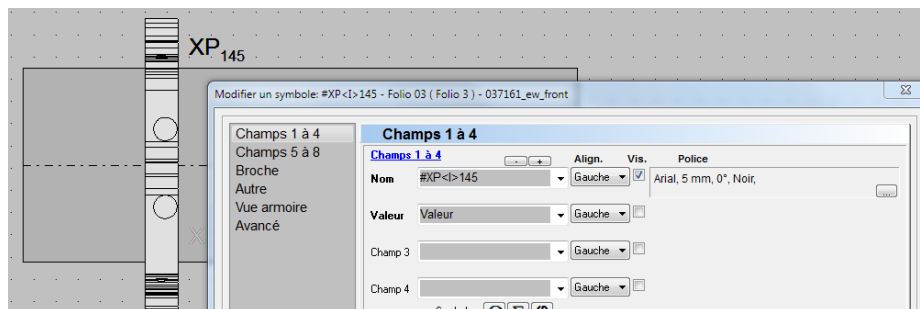 XP145
Modifier un symbole: #XP<I>145 - Folio 03 ( Folio 3 ) - 037161_ew_front
Champs 1 à 4
Champs 5 à 8
Broche
Autre
Vue armoire
Avancé
Champs 1 à 4
Champs 1 à 4 - + Align. Vis. Police
Nom #XP<I>145 Gauche Arial, 5 mm, 0°, Noir, ...
Valeur Valeur Gauche
Champ 3 Gauche
Champ 4 Gauche